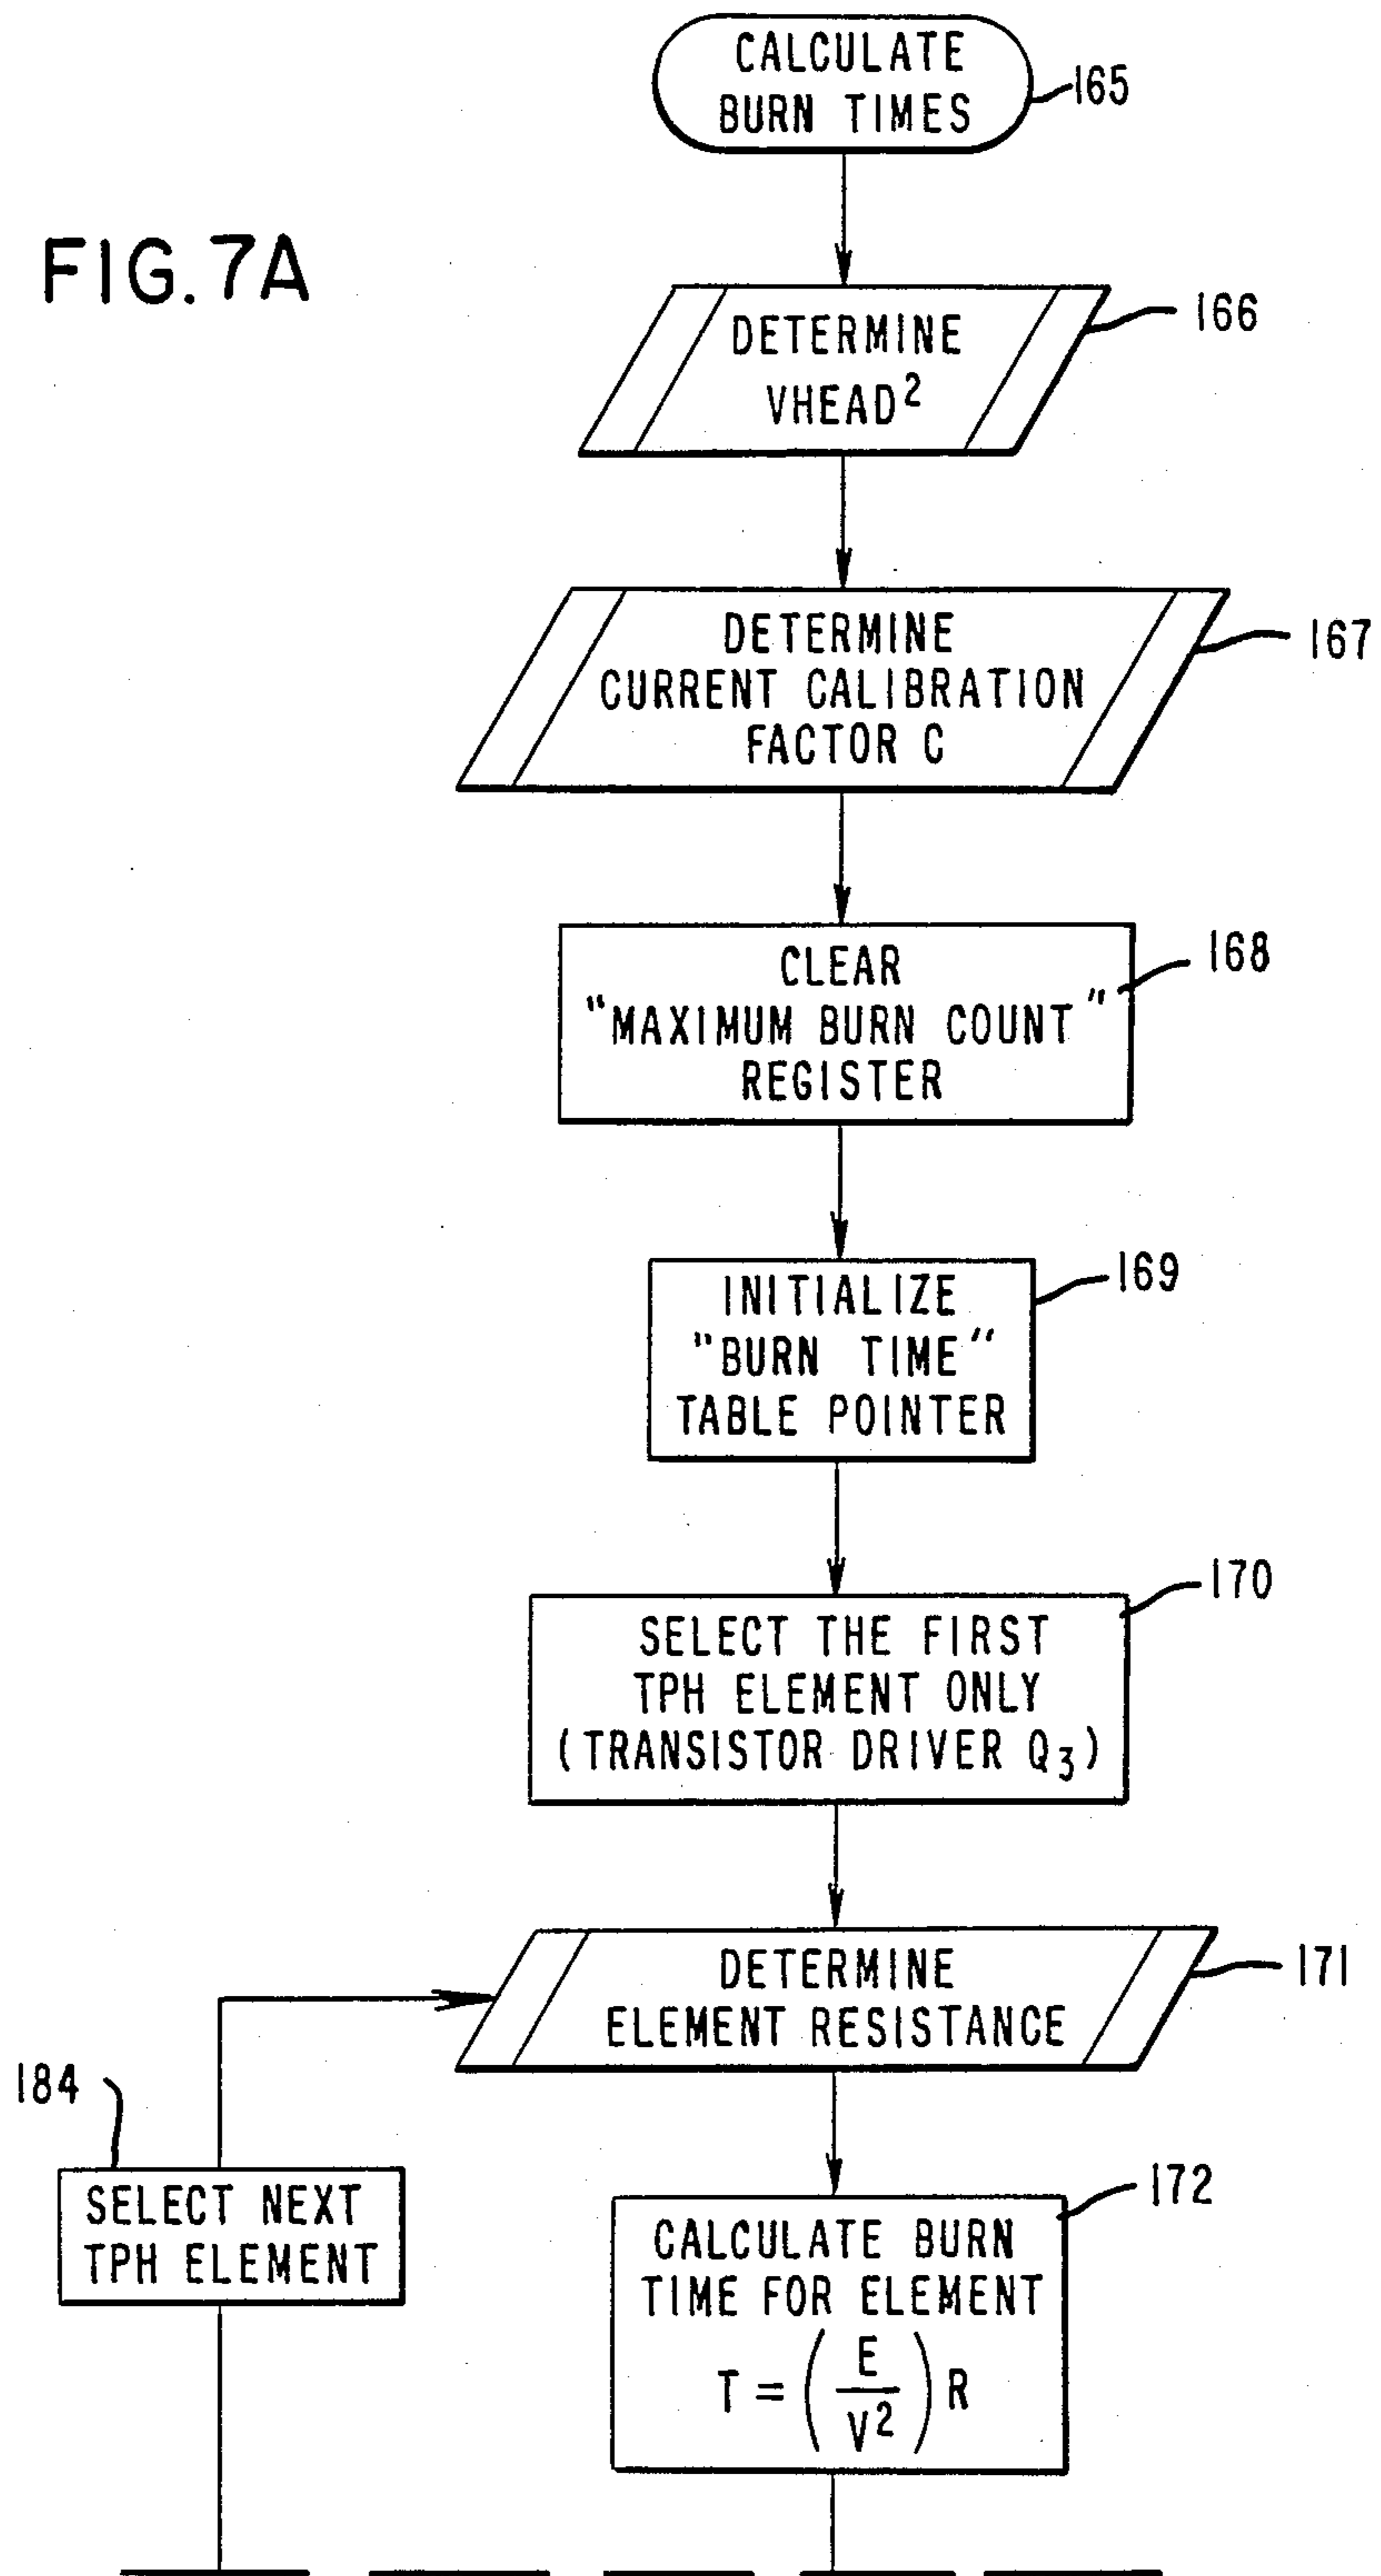 CALCULATE
BURN TIMES
165
FIG. 7A
DETERMINE
VHEAD²
166
DETERMINE
CURRENT CALIBRATION
FACTOR C
167
CLEAR
"MAXIMUM BURN COUNT"
REGISTER
168
INITIALIZE
"BURN TIME"
TABLE POINTER
169
SELECT THE FIRST
TPH ELEMENT ONLY
(TRANSISTOR DRIVER Q₃)
170
DETERMINE
ELEMENT RESISTANCE
171
184
SELECT NEXT
TPH ELEMENT
CALCULATE BURN
TIME FOR ELEMENT
T = (E/V²) R
172